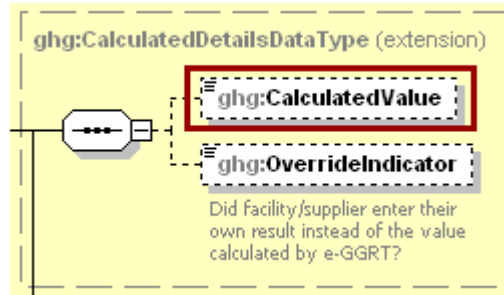 ghg:CalculatedDetailsDataType (extension)
ghg:CalculatedValue
ghg:OverrideIndicator
Did facility/supplier enter their
own result instead of the value
calculated by e-GGRT?